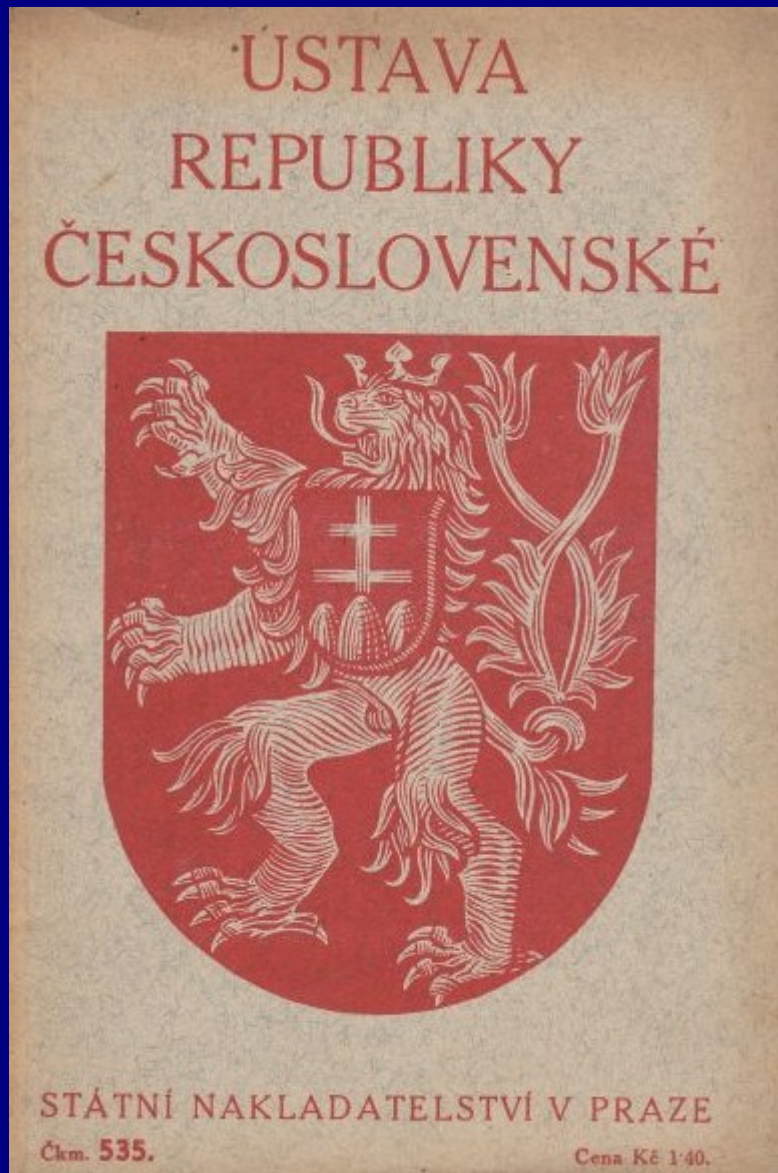 ÚSTAVA
REPUBLIKY
ČESKOSLOVENSKÉ
STÁTNÍ NAKLADATELSTVÍ V PRAZE
Čkm. 535.
Cena Kč 1·40.